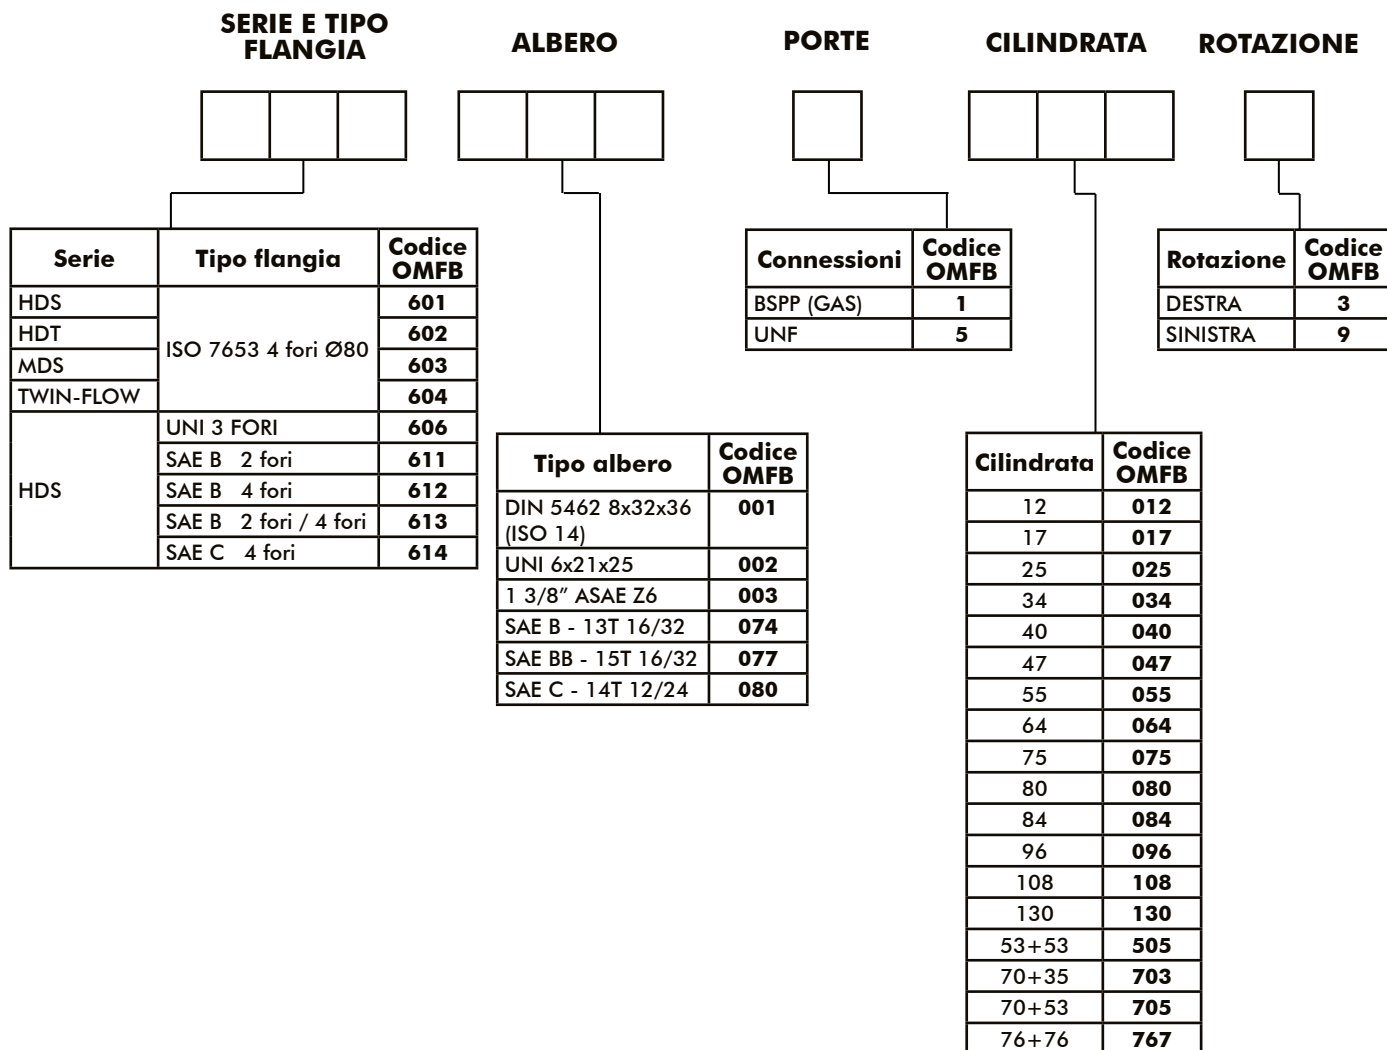 SERIE E TIPO
FLANGIA
ALBERO
PORTE
CILINDRATA
ROTAZIONE
Serie Tipo flangia Codice OMFB
HDS ISO 7653 4 fori Ø80 601
HDT 602
MDS 603
TWIN-FLOW 604
HDS UNI 3 FORI 606
SAE B 2 fori 611
SAE B 4 fori 612
SAE B 2 fori / 4 fori 613
SAE C 4 fori 614
Tipo albero Codice OMFB
DIN 5462 8x32x36 001
(ISO 14)
UNI 6x21x25 002
1 3/8” ASAE Z6 003
SAE B - 13T 16/32 074
SAE BB - 15T 16/32 077
SAE C - 14T 12/24 080
Connessioni Codice OMFB
BSPP (GAS) 1
UNF 5
Cilindrata Codice OMFB
12 012
17 017
25 025
34 034
40 040
47 047
55 055
64 064
75 075
80 080
84 084
96 096
108 108
130 130
53+53 505
70+35 703
70+53 705
76+76 767
Rotazione Codice OMFB
DESTRA 3
SINISTRA 9